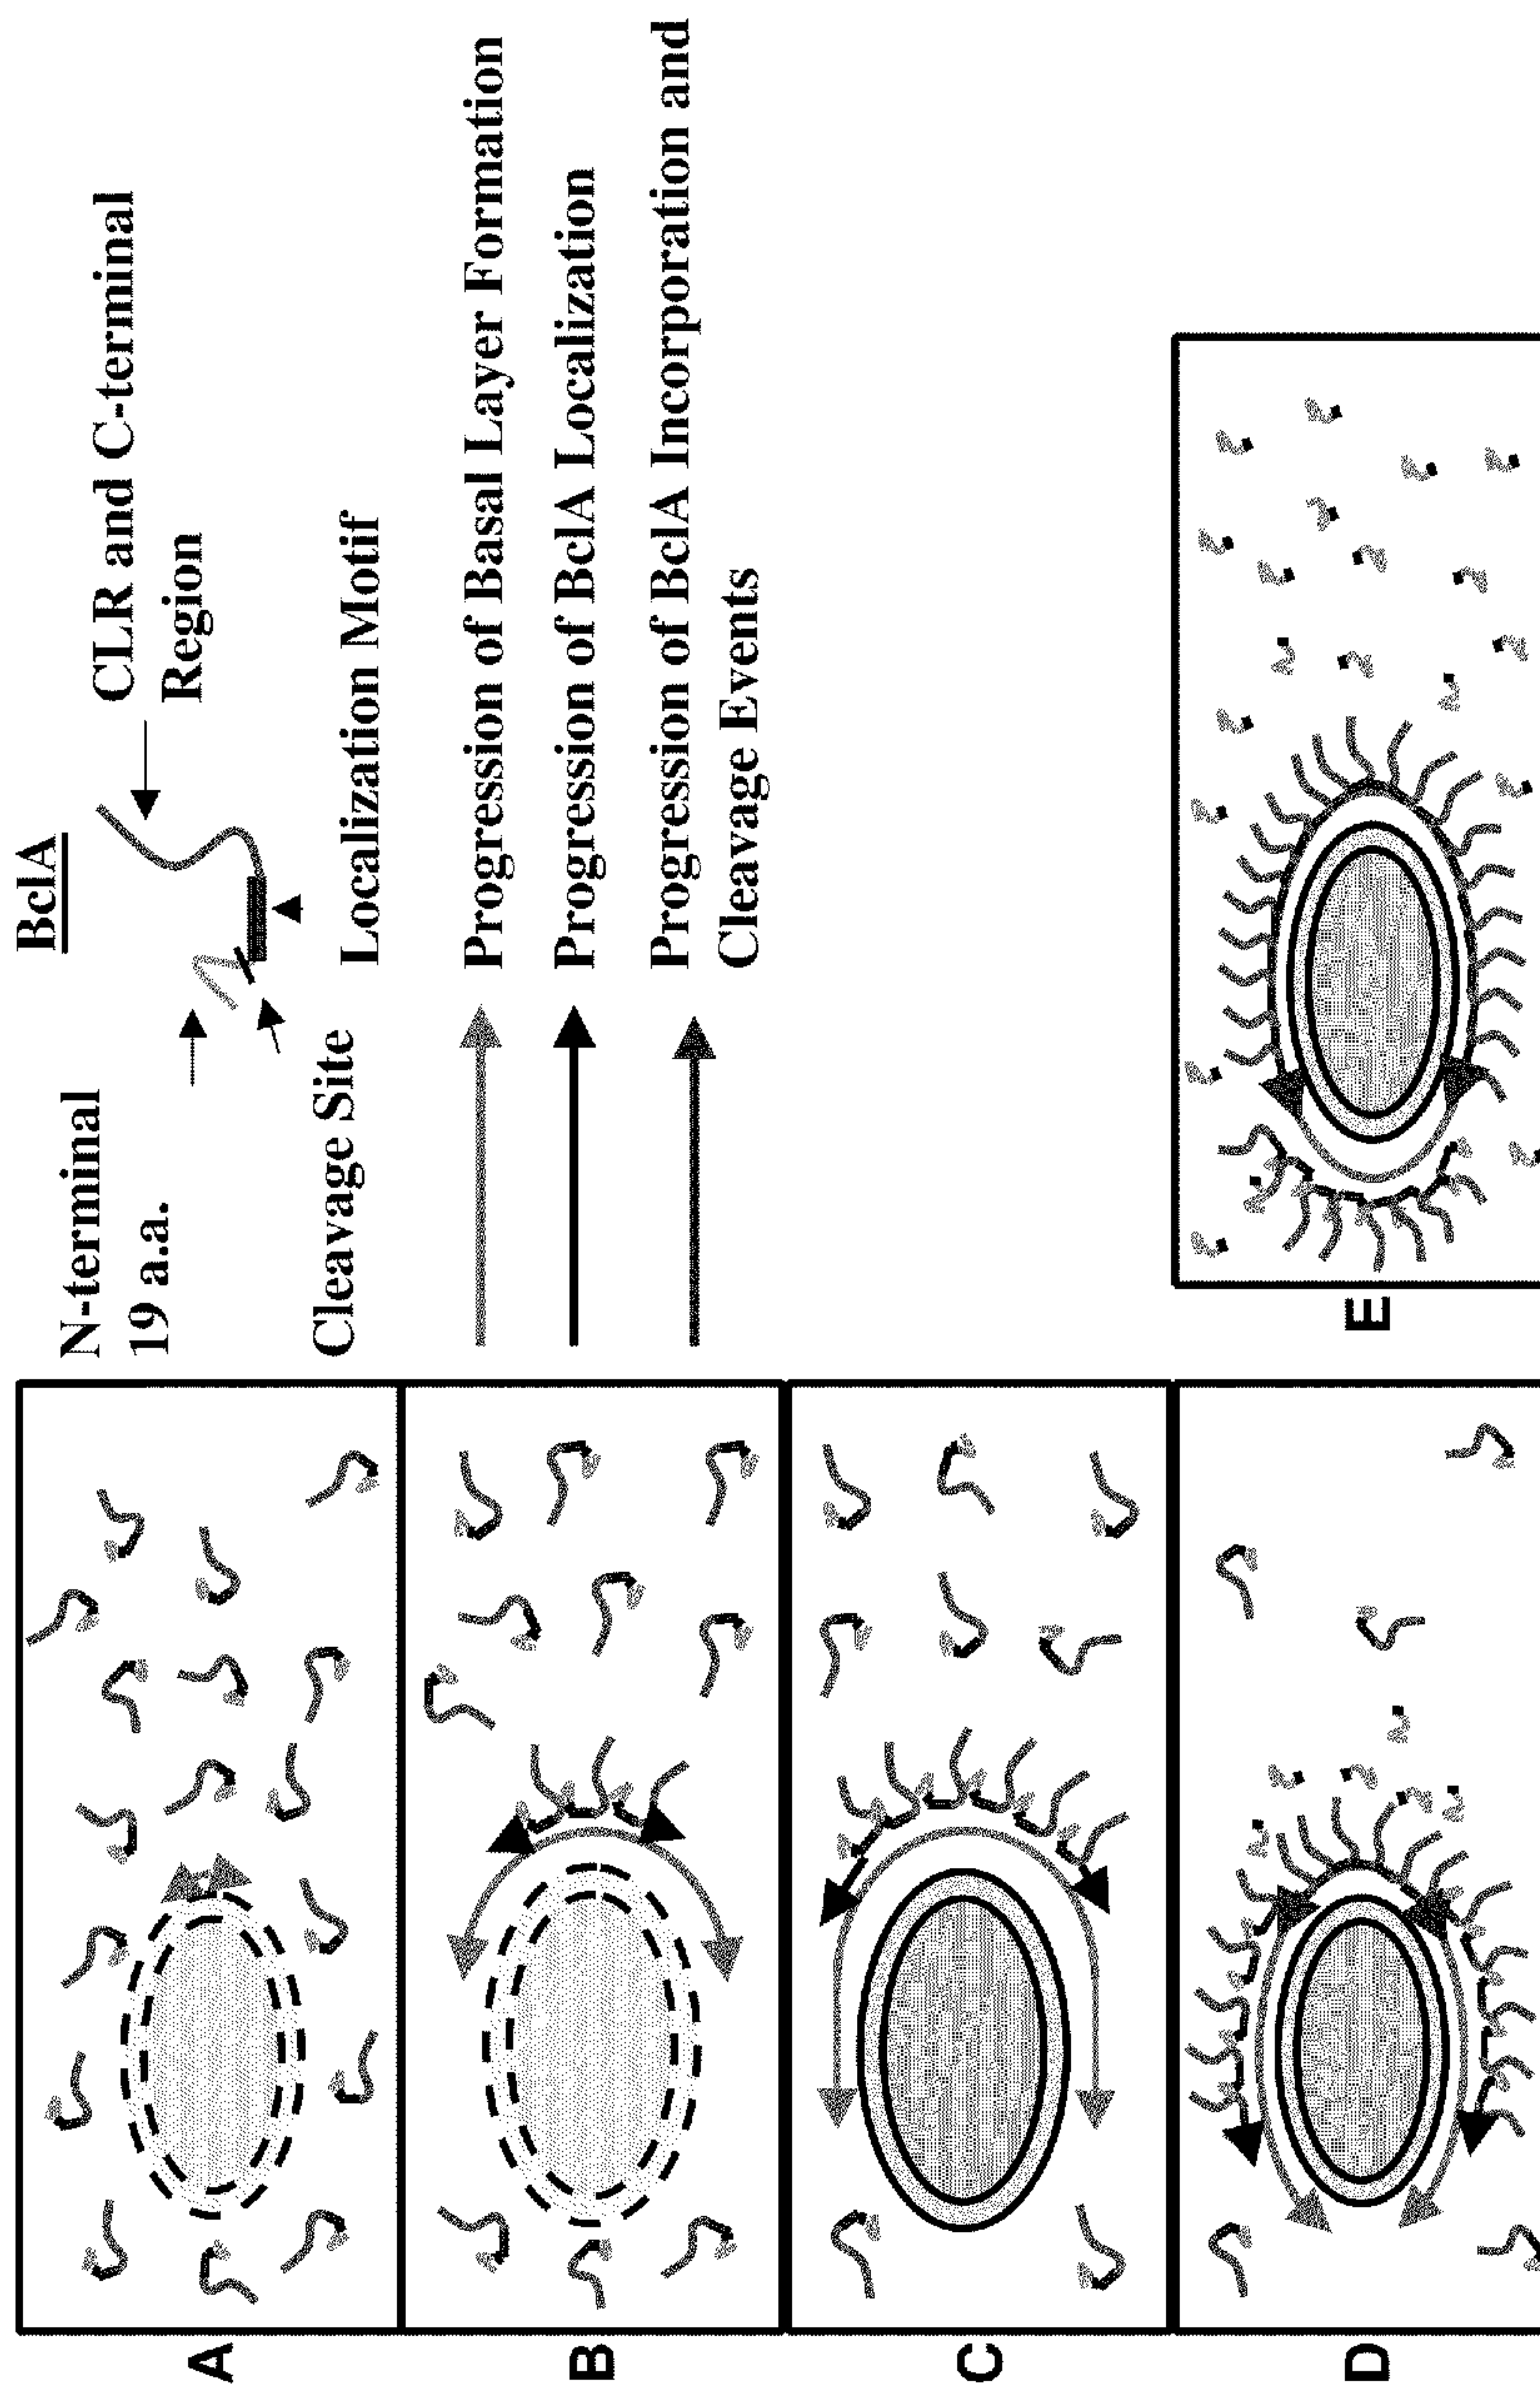 BclA
N-terminal
19 a.a.
CLR and C-terminal
Region
Cleavage Site
Localization Motif
Progression of Basal Layer Formation
Progression of BclA Localization
Progression of BclA Incorporation and
Cleavage Events
A
B
C
D
E